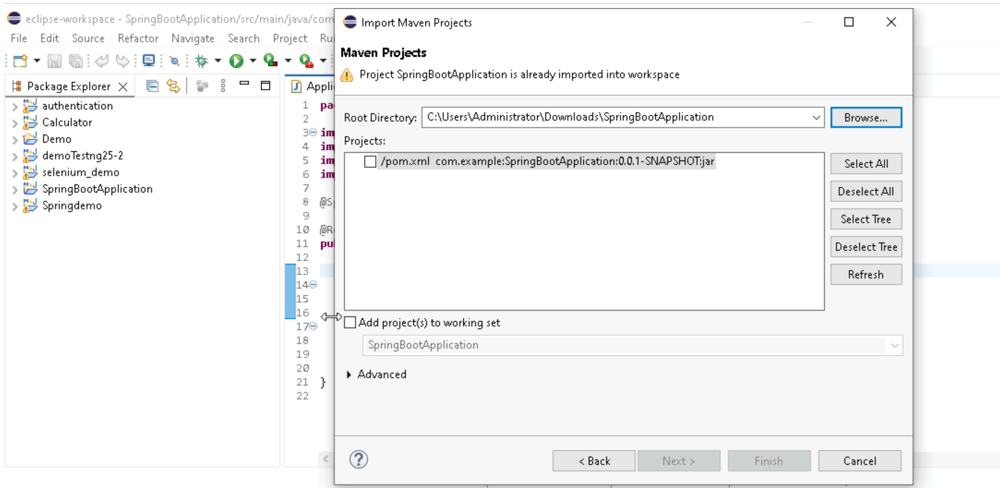 eclipse-workspace - SpringBootApplication/src/main/java/com
File Edit Source Refactor Navigate Search Project Ru
Package Explorer
authentication
Calculator
Demo
demoTestng25-2
selenium_demo
SpringBootApplication
Springdemo
Appli
1 pa
2
3 im
4 im
5 im
6 im
7
8 @S
9
10 @R
11 pu
12
13
14
15
16
17
18
19
20
21 }
22
Import Maven Projects
Maven Projects
Project SpringBootApplication is already imported into workspace
Root Directory: C:\Users\Administrator\Downloads\SpringBootApplication Browse...
Projects:
/pom.xml com.example:SpringBootApplication:0.0.1-SNAPSHOT:jar
Select All
Deselect All
Select Tree
Deselect Tree
Refresh
Add project(s) to working set
SpringBootApplication
Advanced
< Back Next > Finish Cancel